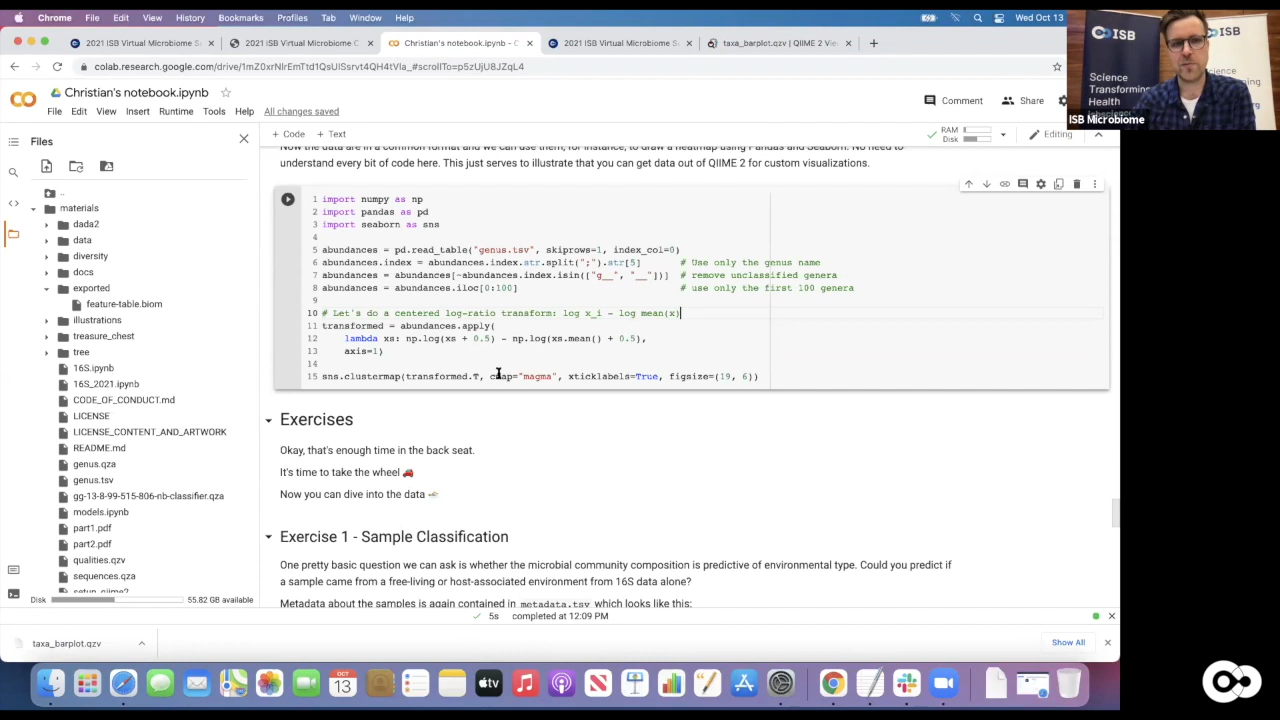 Chrome File Edit View History Bookmarks Profiles Tab Window Help
Wed Oct 13
2021 ISB Virtual Microbiome S
2021 ISB Virtual Microbiome C
Christian's notebook.ipynb - C
2021 ISB Virtual Microbiome S
taxa_barplot.qzv | QIIME 2 View
Christian's notebook.ipynb
File Edit View Insert Runtime Tools Help All changes saved
Comment Share
+ Code + Text
RAM
Disk
Editing
Files
..
materials
dada2
data
diversity
docs
exported
feature-table.biom
illustrations
treasure_chest
tree
16S.ipynb
16S_2021.ipynb
CODE_OF_CONDUCT.md
LICENSE
LICENSE_CONTENT_AND_ARTWORK
README.md
genus.qza
genus.tsv
gg-13-8-99-515-806-nb-classifier.qza
models.ipynb
part1.pdf
part2.pdf
qualities.qzv
sequences.qza
Disk 55.82 GB available
Now the data are in a common format and we can use them, for instance, to draw a heatmap using Pandas and Seaborn. No need to
understand every bit of code here. This just serves to illustrate that you can get data out of QIIME 2 for custom visualizations.
1 import numpy as np
2 import pandas as pd
3 import seaborn as sns
4
5 abundances = pd.read_table("genus.tsv", skiprows=1, index_col=0)
6 abundances.index = abundances.index.str.split(";").str[5] # Use only the genus name
7 abundances = abundances[~abundances.index.isin(["g__", "__"])] # remove unclassified genera
8 abundances = abundances.iloc[0:100] # use only the first 100 genera
9
10 # Let's do a centered log-ratio transform: log x_i - log mean(x)
11 transformed = abundances.apply(
12 lambda xs: np.log(xs + 0.5) - np.log(xs.mean() + 0.5),
13 axis=1)
14
15 sns.clustermap(transformed.T, cmap="magma", xticklabels=True, figsize=(19, 6))
Exercises
Okay, that's enough time in the back seat.
It's time to take the wheel
Now you can dive into the data
Exercise 1 - Sample Classification
One pretty basic question we can ask is whether the microbial community composition is predictive of environmental type. Could you predict if
a sample came from a free-living or host-associated environment from 16S data alone?
Metadata about the samples is again contained in metadata.tsv which looks like this:
5s completed at 12:09 PM
taxa_barplot.qzv
Show All
OCT
13
ISB
Science
Transforming
Health
ISB
ISB Microbiome